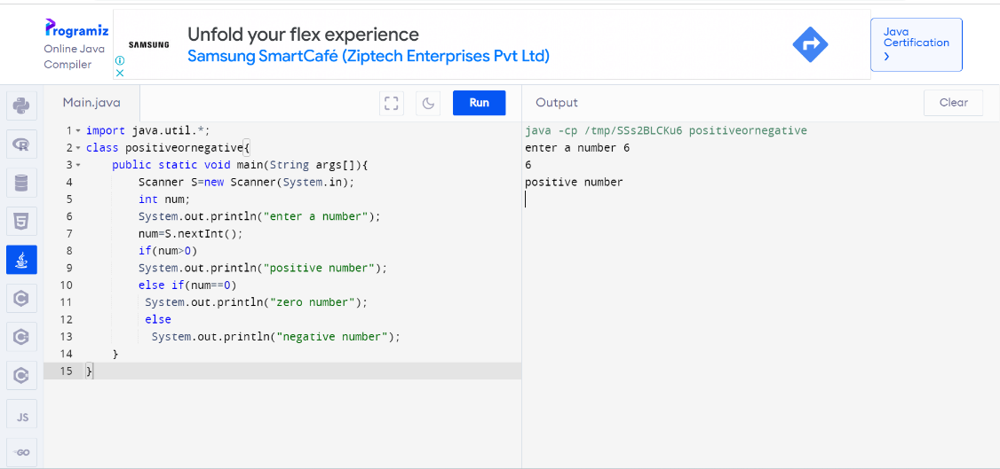 Programiz
Online Java
Compiler
SAMSUNG
Unfold your flex experience
Samsung SmartCafé (Ziptech Enterprises Pvt Ltd)
Java
Certification
>
Main.java
Run
Output
Clear
1 import java.util.*;
2 class positiveornegative{
3     public static void main(String args[]){
4         Scanner S=new Scanner(System.in);
5         int num;
6         System.out.println("enter a number");
7         num=S.nextInt();
8         if(num>0)
9         System.out.println("positive number");
10         else if(num==0)
11          System.out.println("zero number");
12          else
13           System.out.println("negative number");
14     }
15 }
java -cp /tmp/SSs2BLCKu6 positiveornegative
enter a number 6
6
positive number
R
5
C
C
C
JS
GO